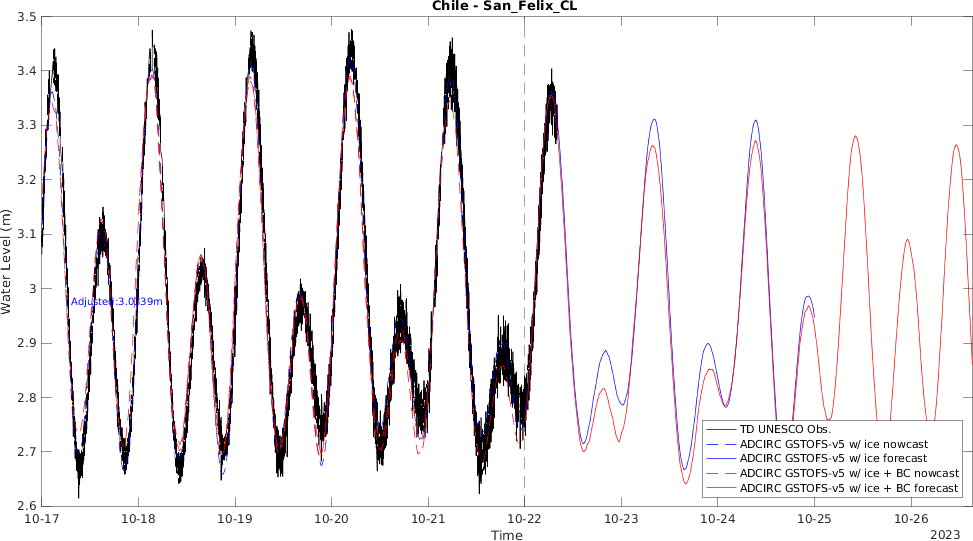 Chile - San_Felix_CL
3.5
3.4
3.3
3.2
3.1
3
2.9
2.8
2.7
2.6
Water Level (m)
Adjusted:3.0339m
TD UNESCO Obs.
ADCIRC GSTOFS-v5 w/ ice nowcast
ADCIRC GSTOFS-v5 w/ ice forecast
ADCIRC GSTOFS-v5 w/ ice + BC nowcast
ADCIRC GSTOFS-v5 w/ ice + BC forecast
10-17 10-18 10-19 10-20 10-21 10-22 10-23 10-24 10-25 10-26
Time
2023